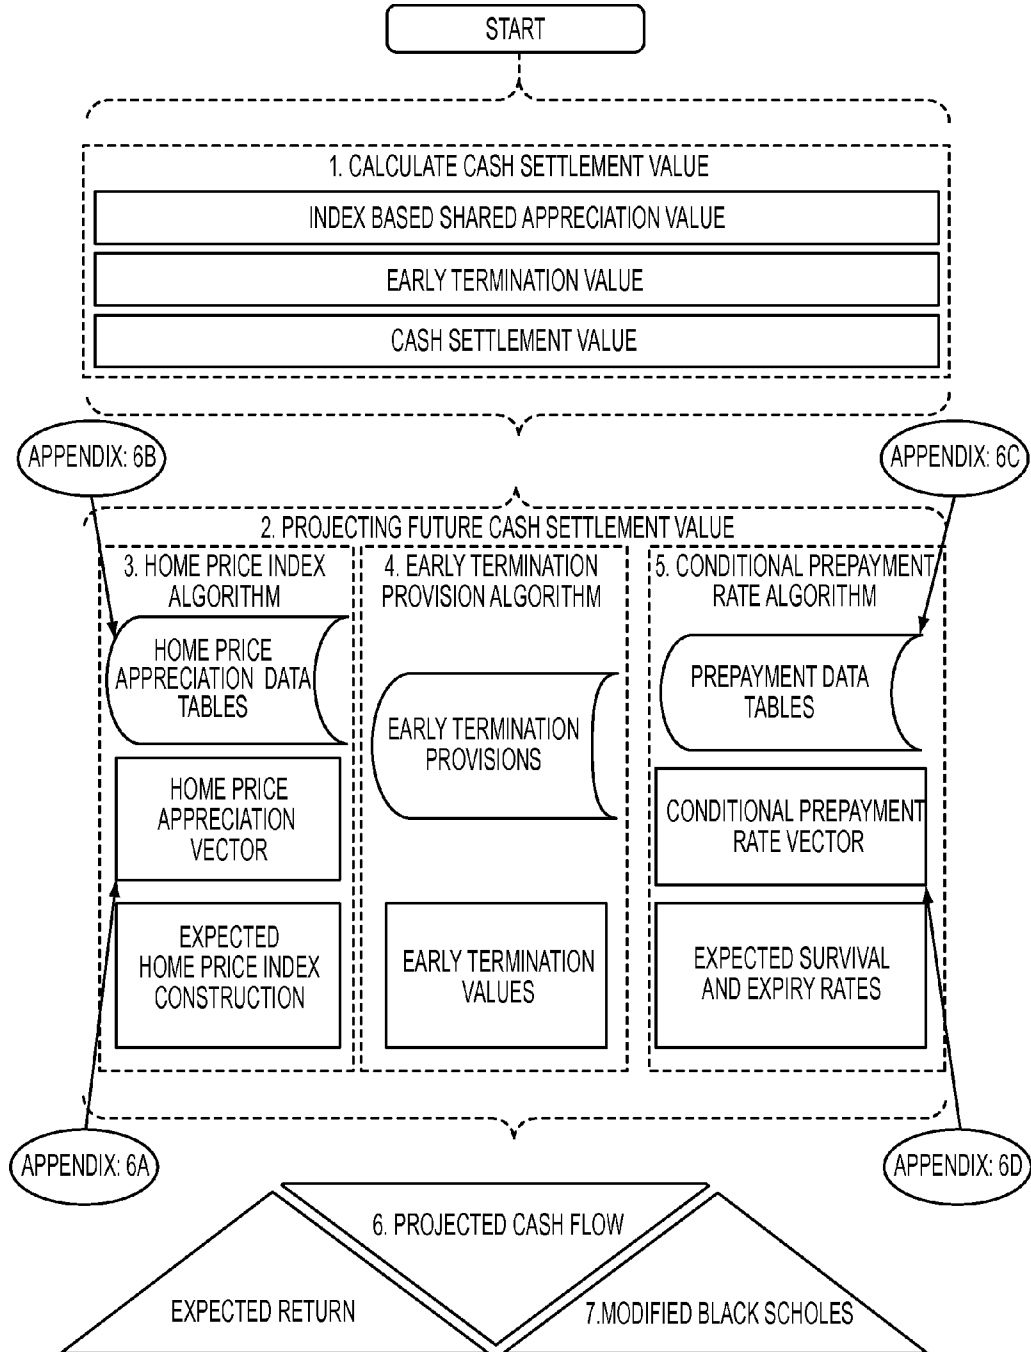 START
1. CALCULATE CASH SETTLEMENT VALUE
INDEX BASED SHARED APPRECIATION VALUE
EARLY TERMINATION VALUE
CASH SETTLEMENT VALUE
APPENDIX: 6B
APPENDIX: 6C
2. PROJECTING FUTURE CASH SETTLEMENT VALUE
3. HOME PRICE INDEX
ALGORITHM
HOME PRICE
APPRECIATION DATA
TABLES
HOME PRICE
APPRECIATION
VECTOR
EXPECTED
HOME PRICE INDEX
CONSTRUCTION
4. EARLY TERMINATION
PROVISION ALGORITHM
EARLY TERMINATION
PROVISIONS
EARLY TERMINATION
VALUES
5. CONDITIONAL PREPAYMENT
RATE ALGORITHM
PREPAYMENT DATA
TABLES
CONDITIONAL PREPAYMENT
RATE VECTOR
EXPECTED SURVIVAL
AND EXPIRY RATES
APPENDIX: 6A
APPENDIX: 6D
6. PROJECTED CASH FLOW
EXPECTED RETURN
7.MODIFIED BLACK SCHOLES